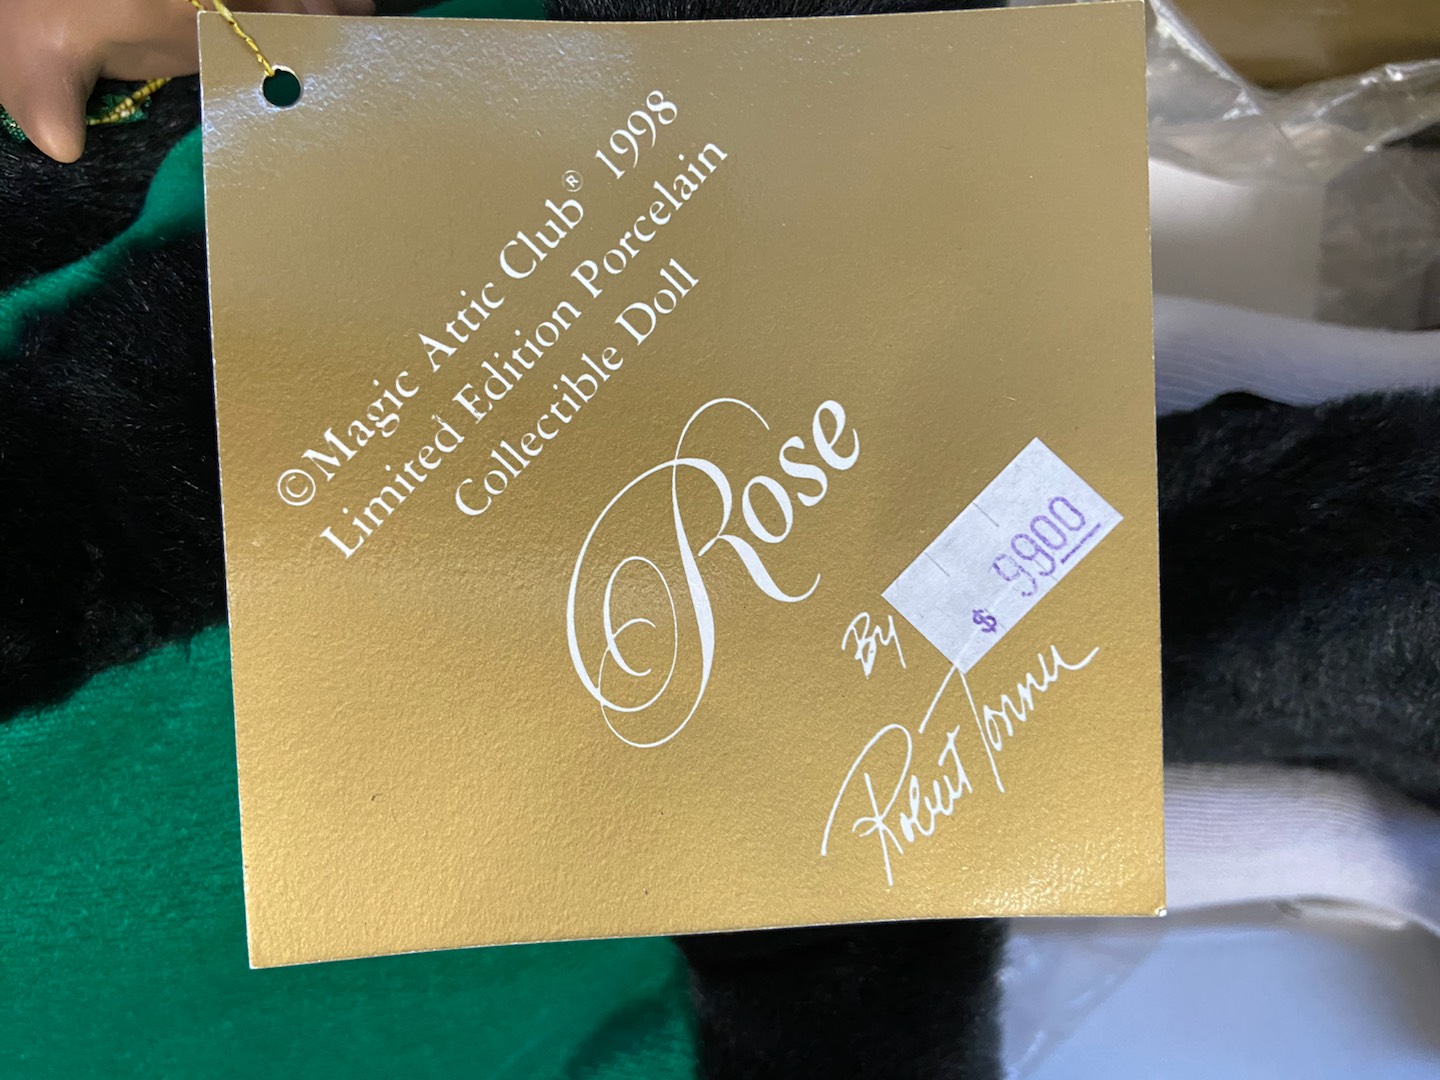 ©Magic Attic Club® 1998
Limited Edition Porcelain
Collectible Doll
Rose
$ 9900
By
Robert Tonner